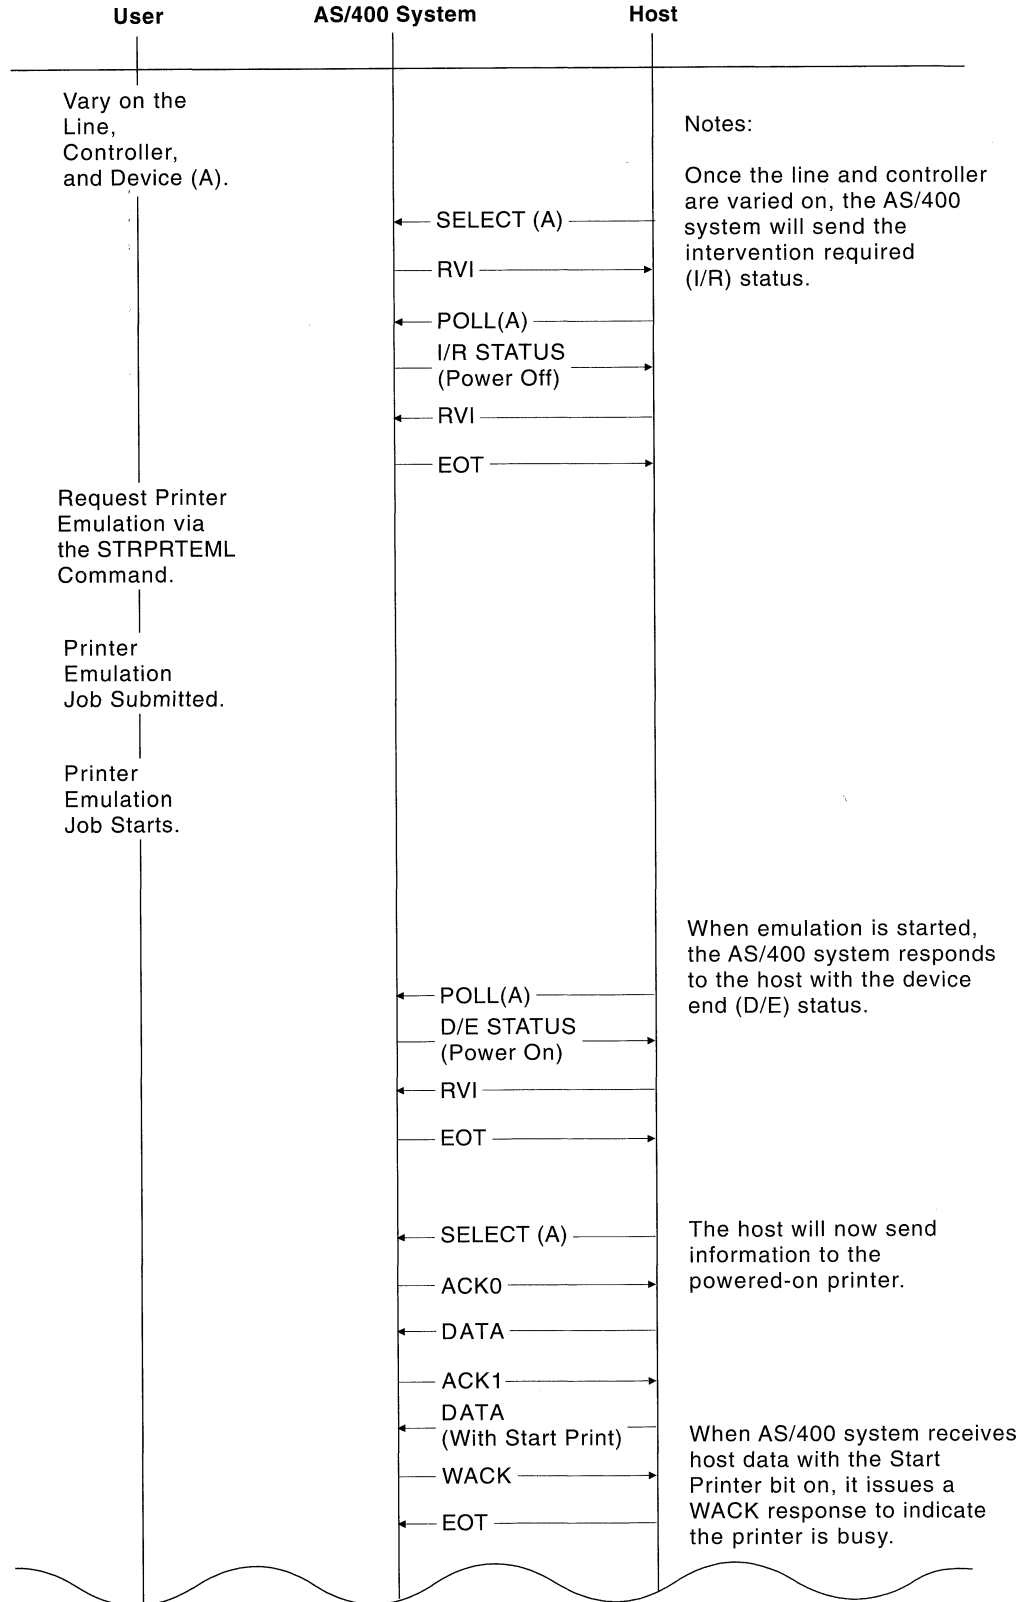 User
AS/400 System
Host
Vary on the
Line,
Controller,
and Device (A).
Notes:
Once the line and controller
are varied on, the AS/400
system will send the
intervention required
(I/R) status.
SELECT (A)
RVI
POLL(A)
I/R STATUS
(Power Off)
RVI
EOT
Request Printer
Emulation via
the STRPRTEML
Command.
Printer
Emulation
Job Submitted.
Printer
Emulation
Job Starts.
When emulation is started,
the AS/400 system responds
to the host with the device
end (D/E) status.
POLL(A)
D/E STATUS
(Power On)
RVI
EOT
SELECT (A)
The host will now send
information to the
powered-on printer.
ACK0
DATA
ACK1
DATA
(With Start Print)
WACK
EOT
When AS/400 system receives
host data with the Start
Printer bit on, it issues a
WACK response to indicate
the printer is busy.